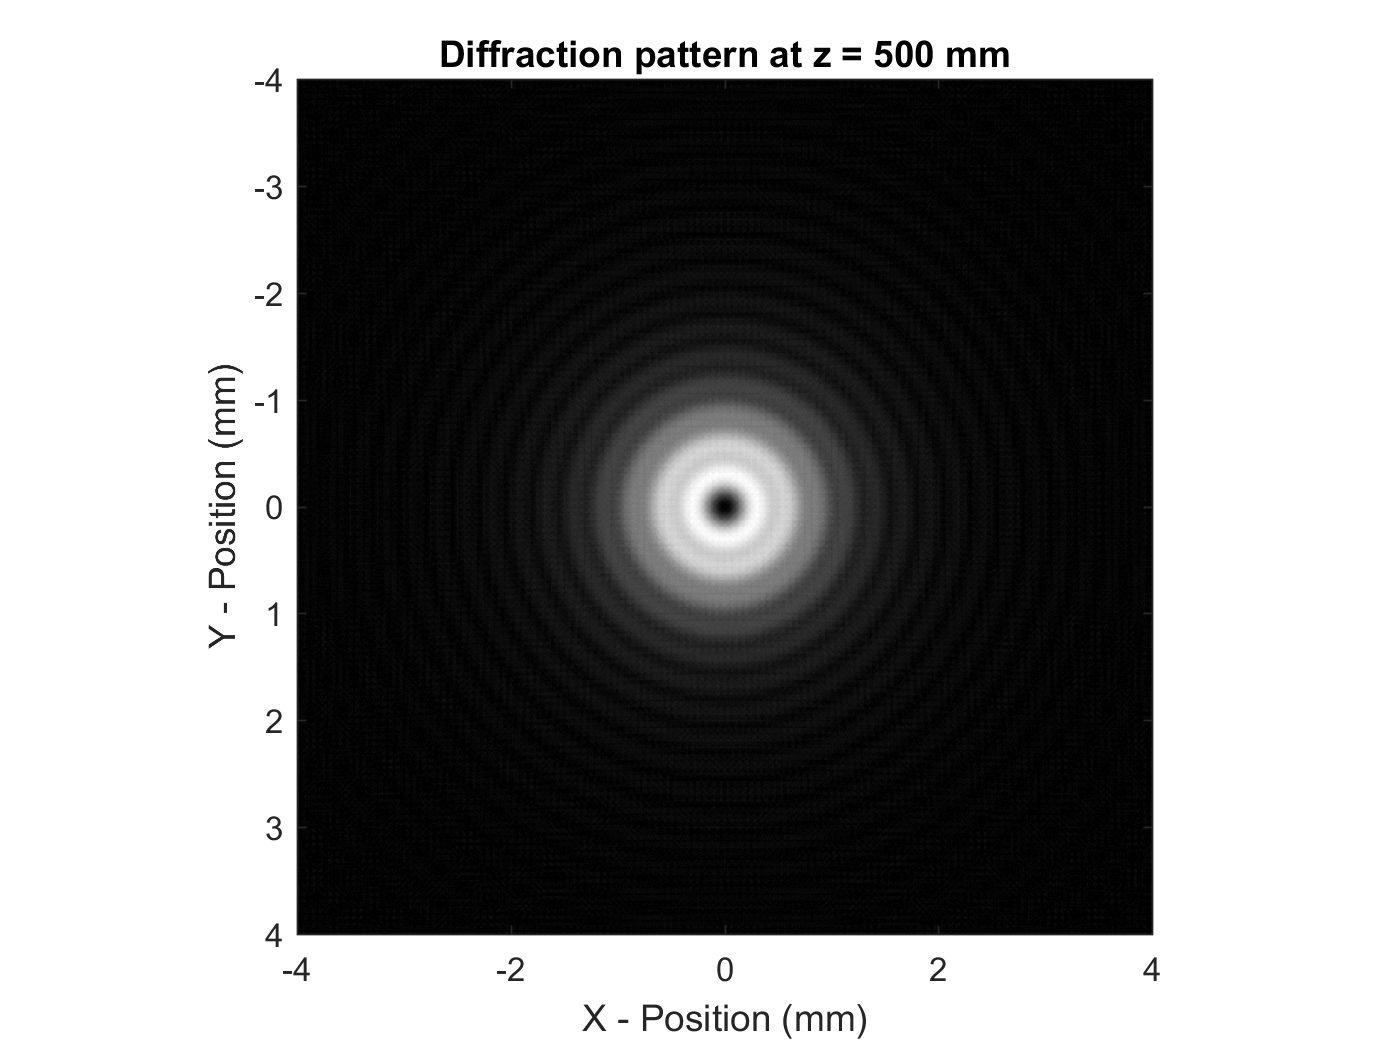 Diffraction pattern at z = 500 mm
-4
-3
-2
-1
0
1
2
3
4
Y - Position (mm)
-4 -2 0 2 4
X - Position (mm)